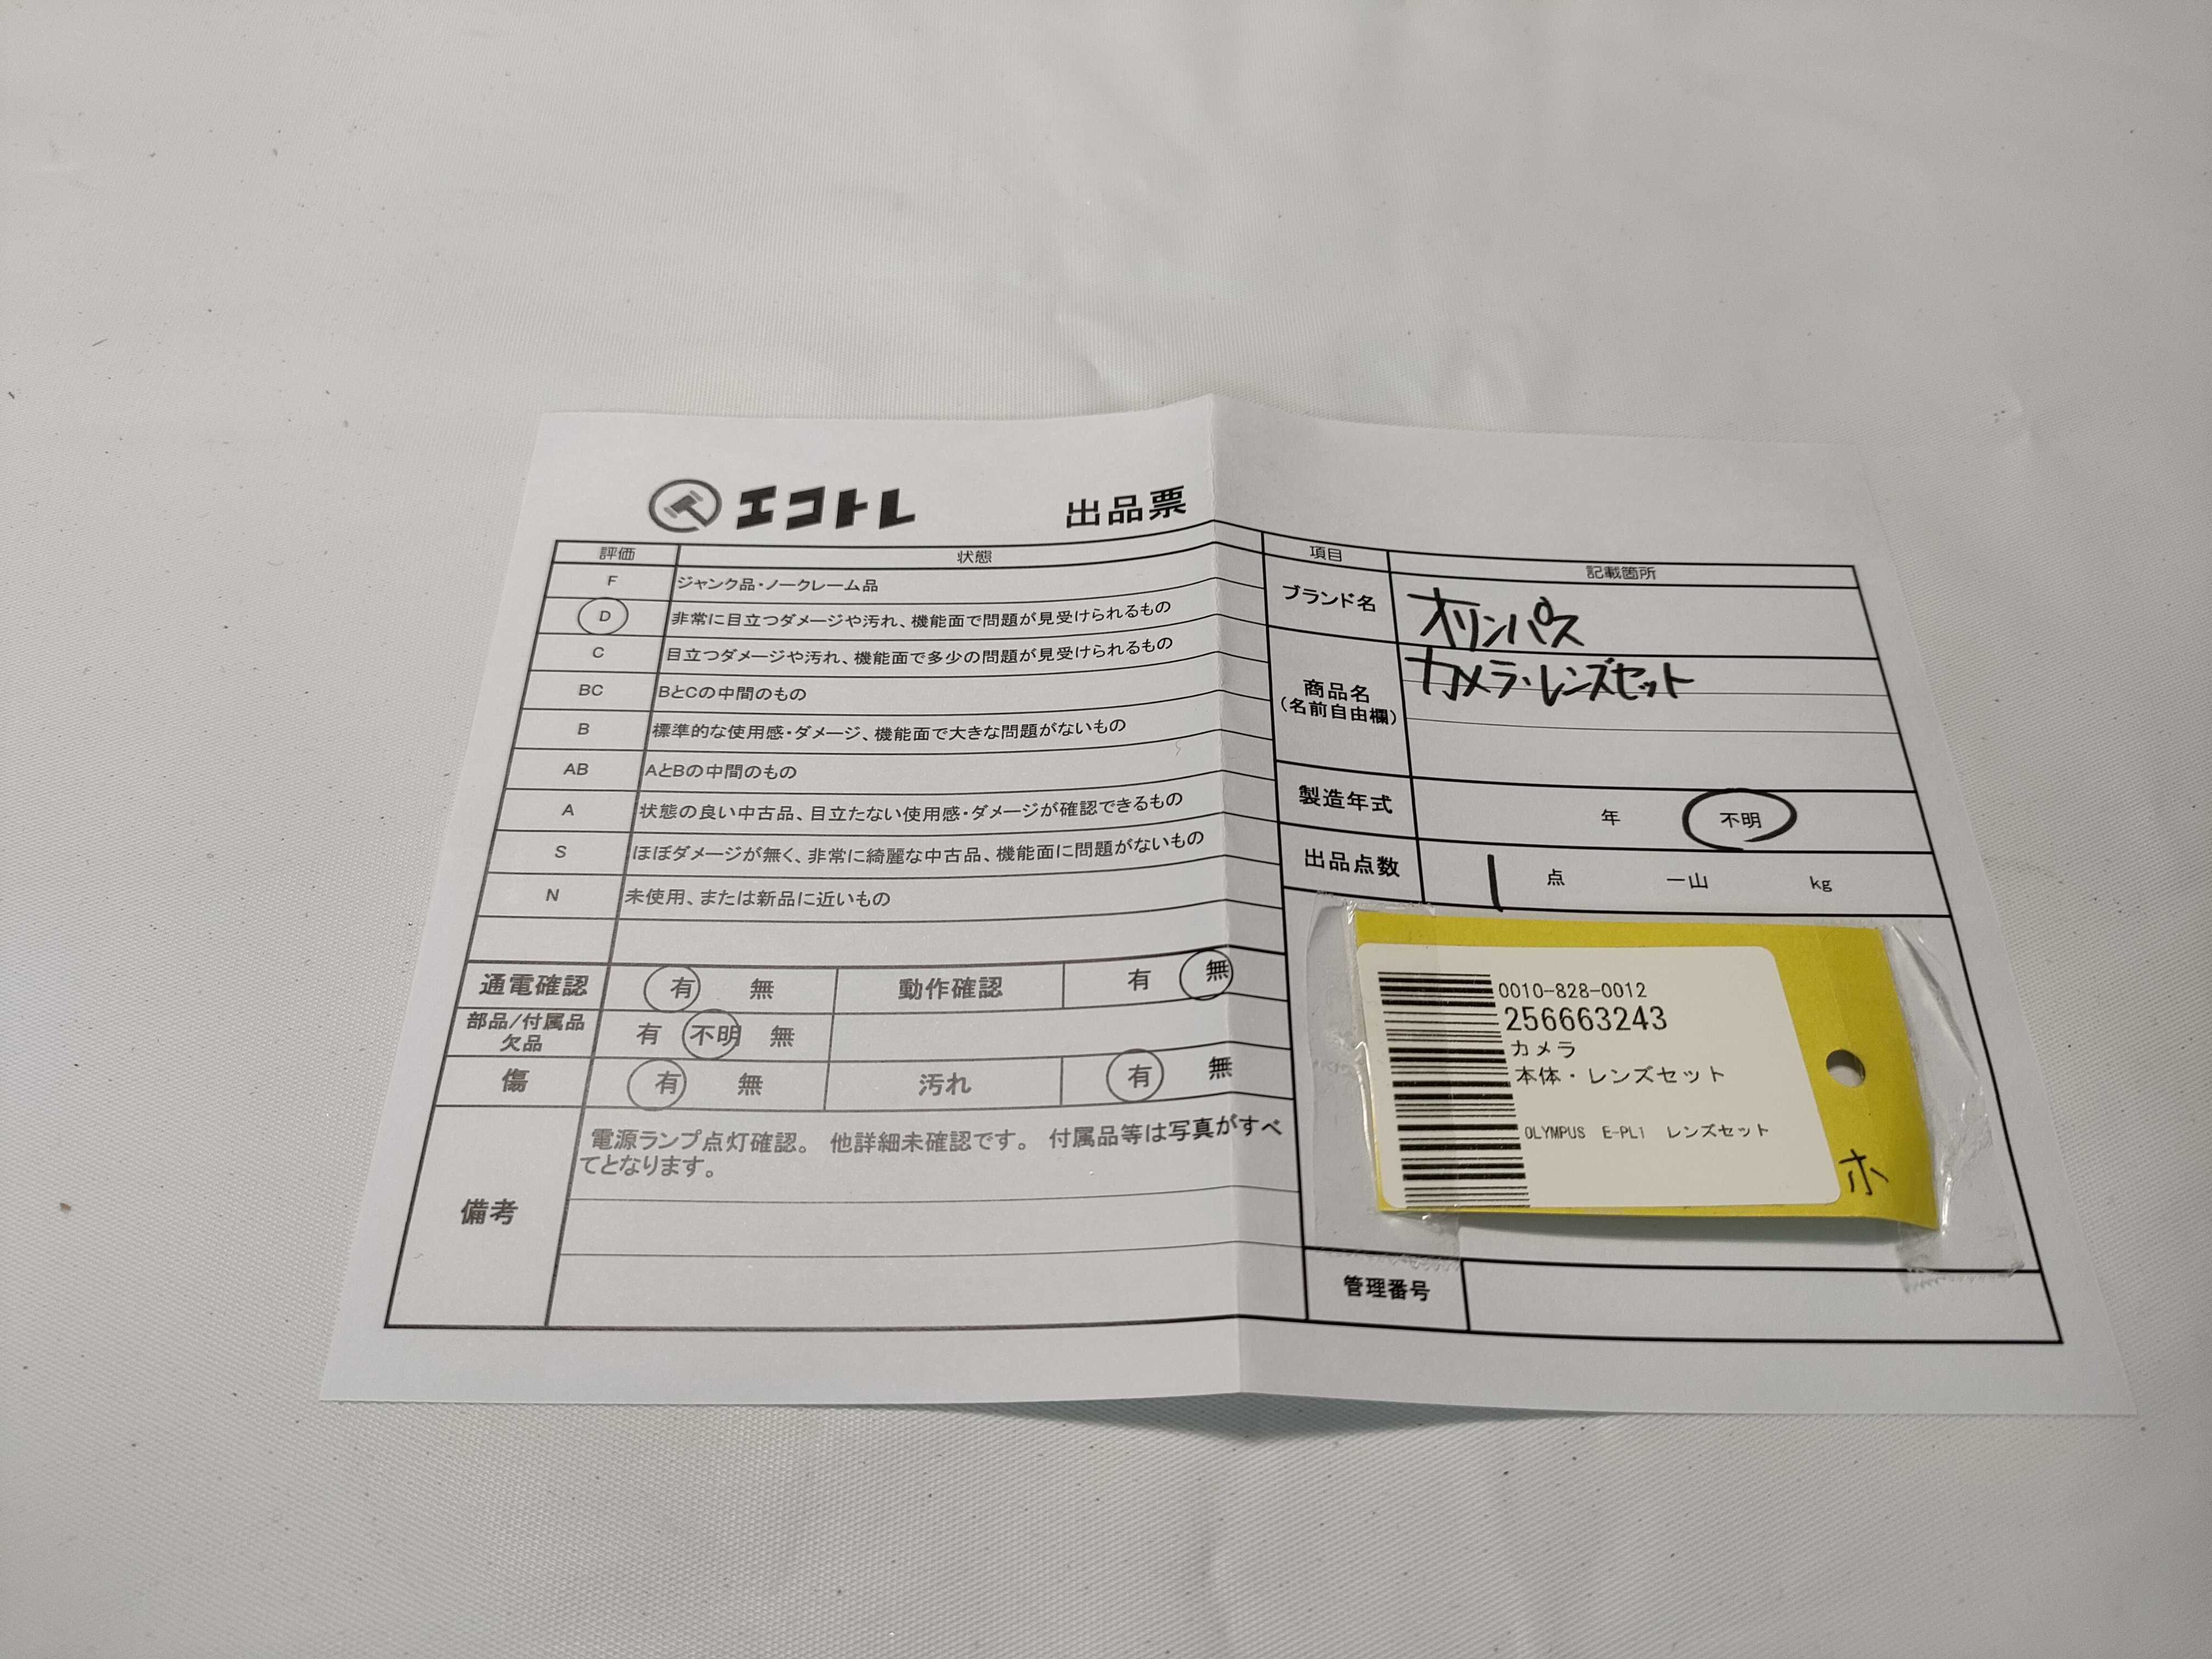 エコトレ 出品票
評価 状態
F ジャンク品・ノークレーム品
D 非常に目立つダメージや汚れ、機能面で問題が見受けられるもの
C 目立つダメージや汚れ、機能面で多少の問題が見受けられるもの
BC BとCの中間のもの
B 標準的な使用感・ダメージ、機能面で大きな問題がないもの
AB AとBの中間のもの
A 状態の良い中古品、目立たない使用感・ダメージが確認できるもの
S ほぼダメージが無く、非常に綺麗な中古品、機能面に問題がないもの
N 未使用、または新品に近いもの
通電確認 有 無 動作確認 有 無
部品/付属品
欠品 有 不明 無
傷 有 無 汚れ 有 無
備考
電源ランプ点灯確認。 他詳細未確認です。 付属品等は写真がすべ
てとなります。
項目 記載箇所
ブランド名 オリンパス
商品名
(名前自由欄)
カメラ・レンズセット
製造年式 年 不明
出品点数 1 点 一山 kg
0010-828-0012
256663243
カメラ
本体・レンズセット
OLYMPUS E-PL1 レンズセット
ホ
管理番号